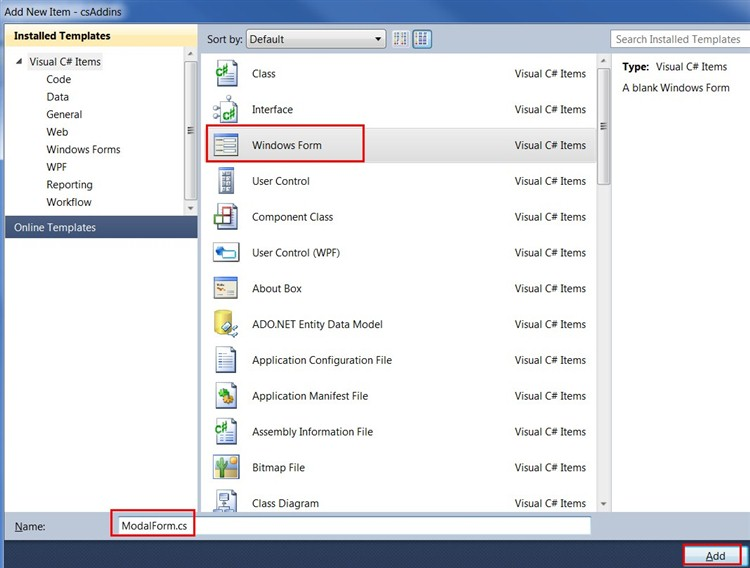 Add New Item - csAddins
Installed Templates
Visual C# Items
Code
Data
General
Web
Windows Forms
WPF
Reporting
Workflow
Online Templates
Sort by: Default
Search Installed Templates
Class Visual C# Items
Interface Visual C# Items
Windows Form Visual C# Items
User Control Visual C# Items
Component Class Visual C# Items
User Control (WPF) Visual C# Items
About Box Visual C# Items
ADO.NET Entity Data Model Visual C# Items
Application Configuration File Visual C# Items
Application Manifest File Visual C# Items
Assembly Information File Visual C# Items
Bitmap File Visual C# Items
Class Diagram Visual C# Items
Type: Visual C# Items
A blank Windows Form
Name: ModalForm.cs
Add